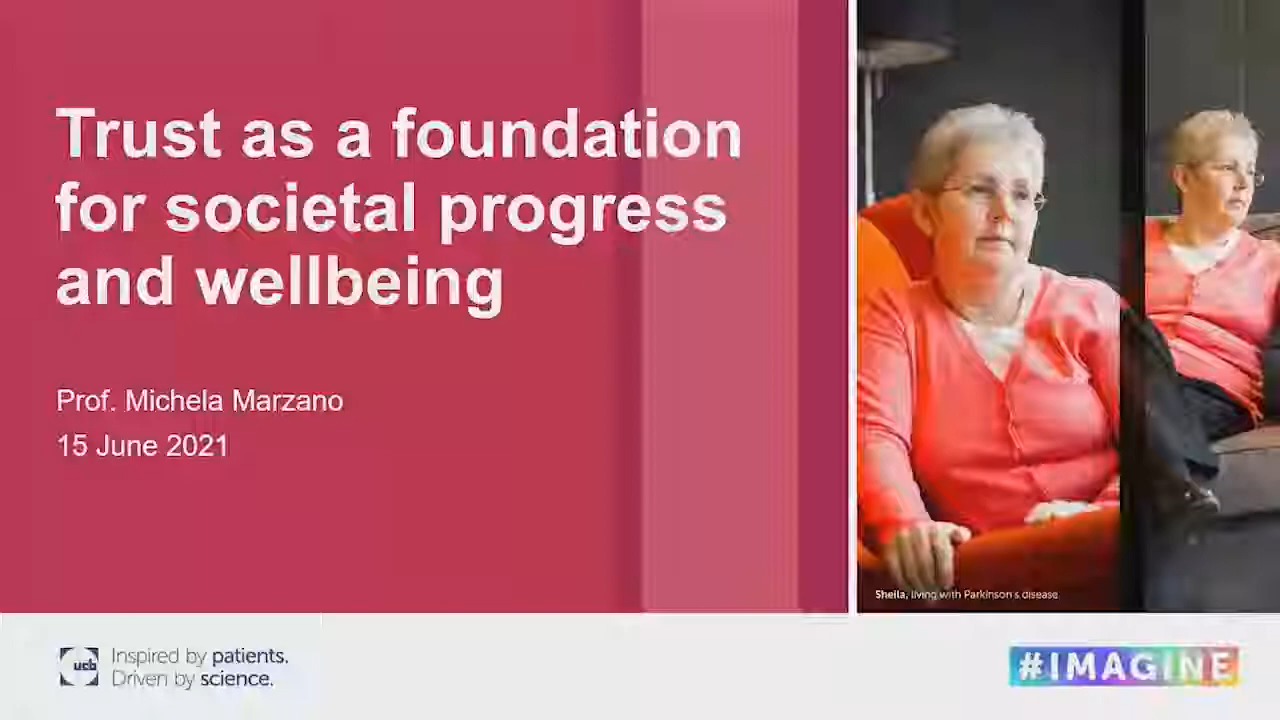 Trust as a foundation
for societal progress
and wellbeing
Prof. Michela Marzano
15 June 2021
Sheila, living with Parkinson's disease
ucb
Inspired by patients.
Driven by science.
#IMAGINE